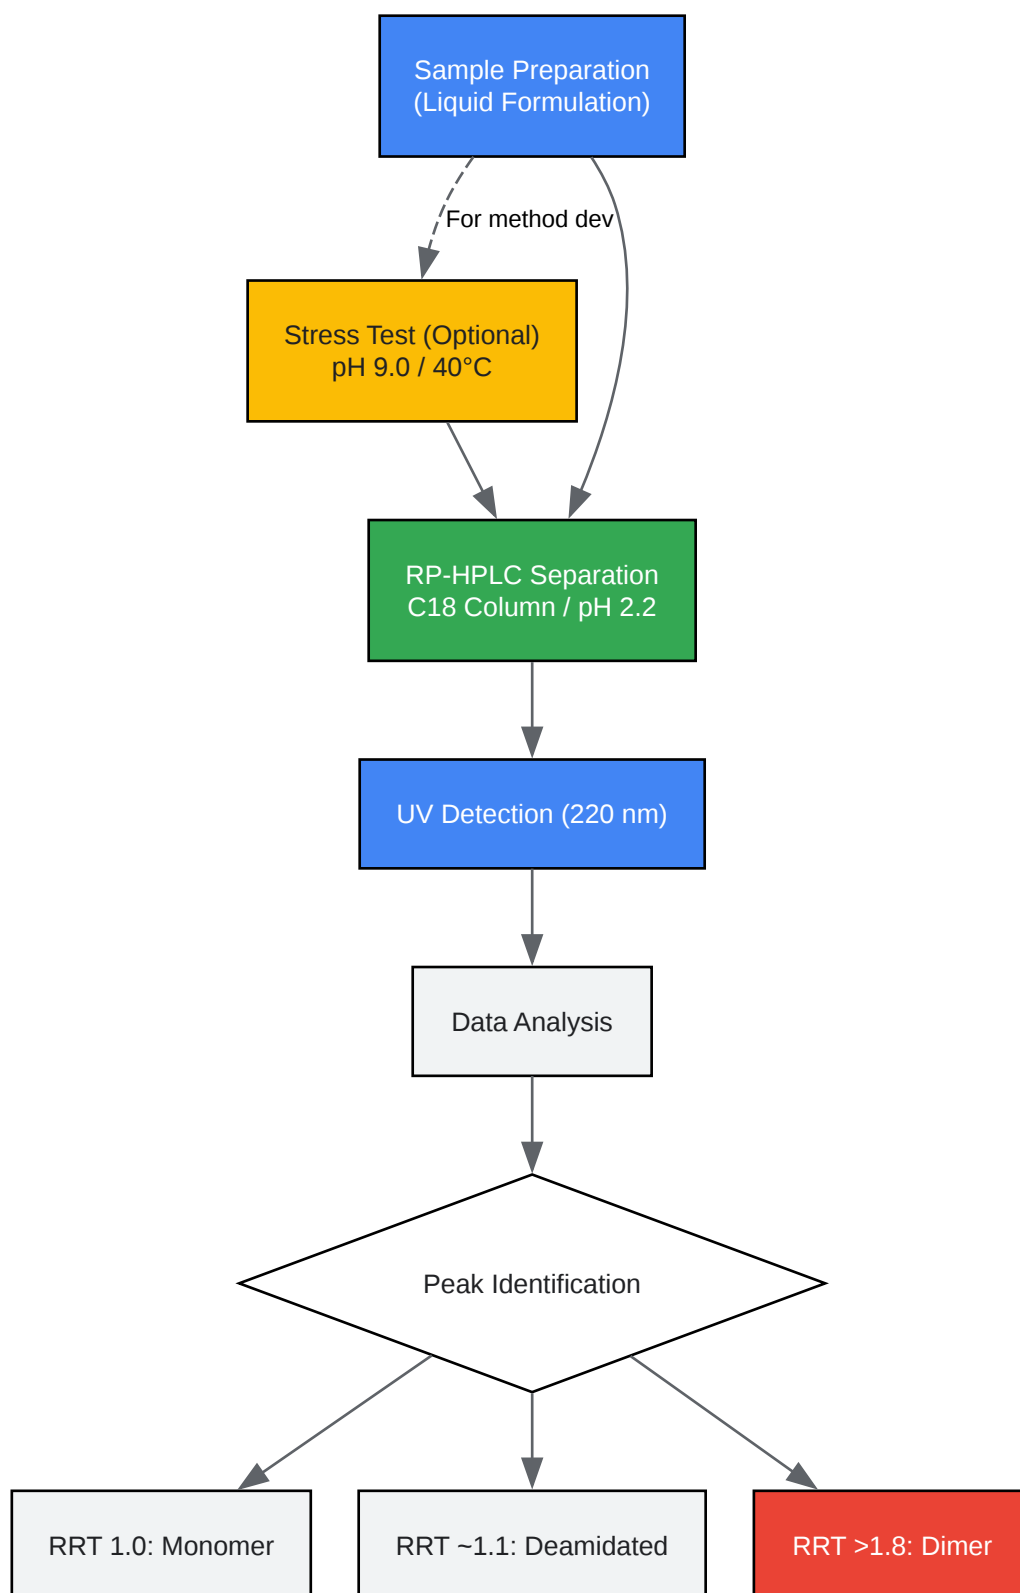 Sample Preparation
(Liquid Formulation)
For method dev
Stress Test (Optional)
pH 9.0 / 40°C
RP-HPLC Separation
C18 Column / pH 2.2
UV Detection (220 nm)
Data Analysis
Peak Identification
RRT 1.0: Monomer
RRT ~1.1: Deamidated
RRT >1.8: Dimer